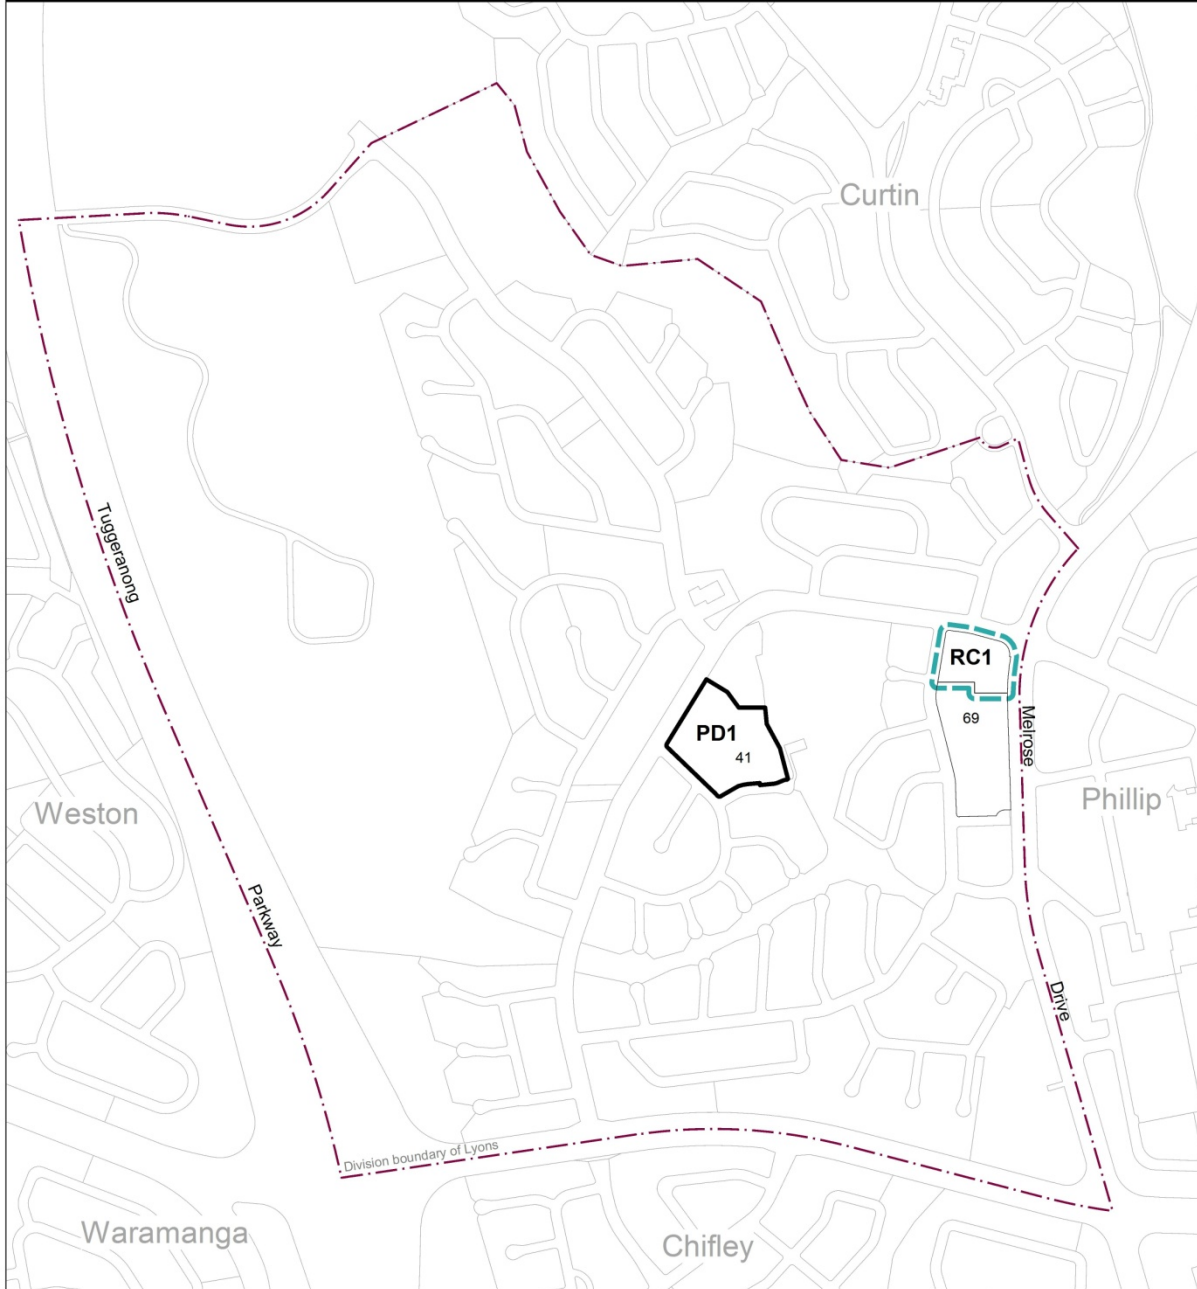 Curtin
Tuggeranong
RC1
69
Melrose
PD1
41
Weston
Phillip
Parkway
Drive
Division boundary of Lyons
Waramanga
Chifley